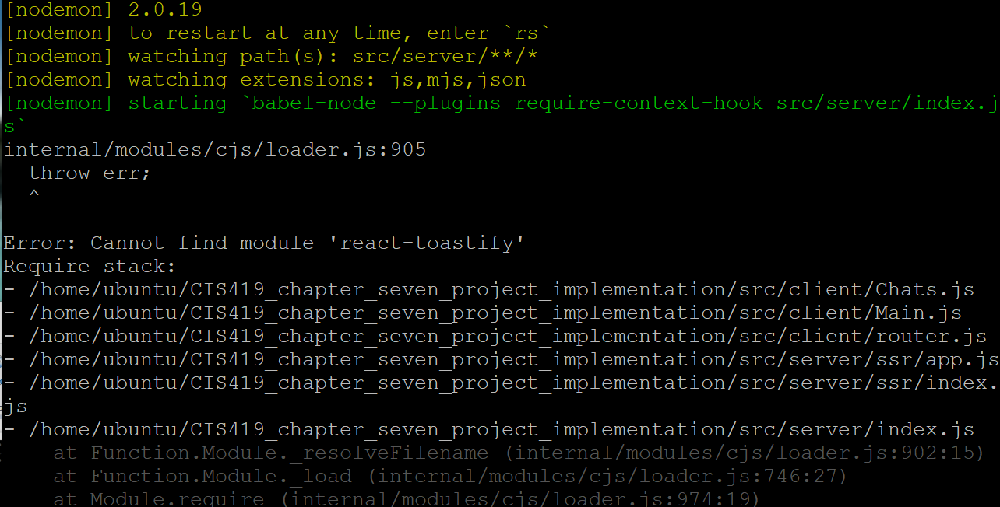 [nodemon] 2.0.19
[nodemon] to restart at any time, enter `rs`
[nodemon] watching path(s): src/server/**/*
[nodemon] watching extensions: js,mjs,json
[nodemon] starting `babel-node --plugins require-context-hook src/server/index.j
s`
internal/modules/cjs/loader.js:905
  throw err;
  ^

Error: Cannot find module 'react-toastify'
Require stack:
- /home/ubuntu/CIS419_chapter_seven_project_implementation/src/client/Chats.js
- /home/ubuntu/CIS419_chapter_seven_project_implementation/src/client/Main.js
- /home/ubuntu/CIS419_chapter_seven_project_implementation/src/client/router.js
- /home/ubuntu/CIS419_chapter_seven_project_implementation/src/server/ssr/app.js
- /home/ubuntu/CIS419_chapter_seven_project_implementation/src/server/ssr/index.
js
- /home/ubuntu/CIS419_chapter_seven_project_implementation/src/server/index.js
    at Function.Module._resolveFilename (internal/modules/cjs/loader.js:902:15)
    at Function.Module._load (internal/modules/cjs/loader.js:746:27)
    at Module.require (internal/modules/cjs/loader.js:974:19)